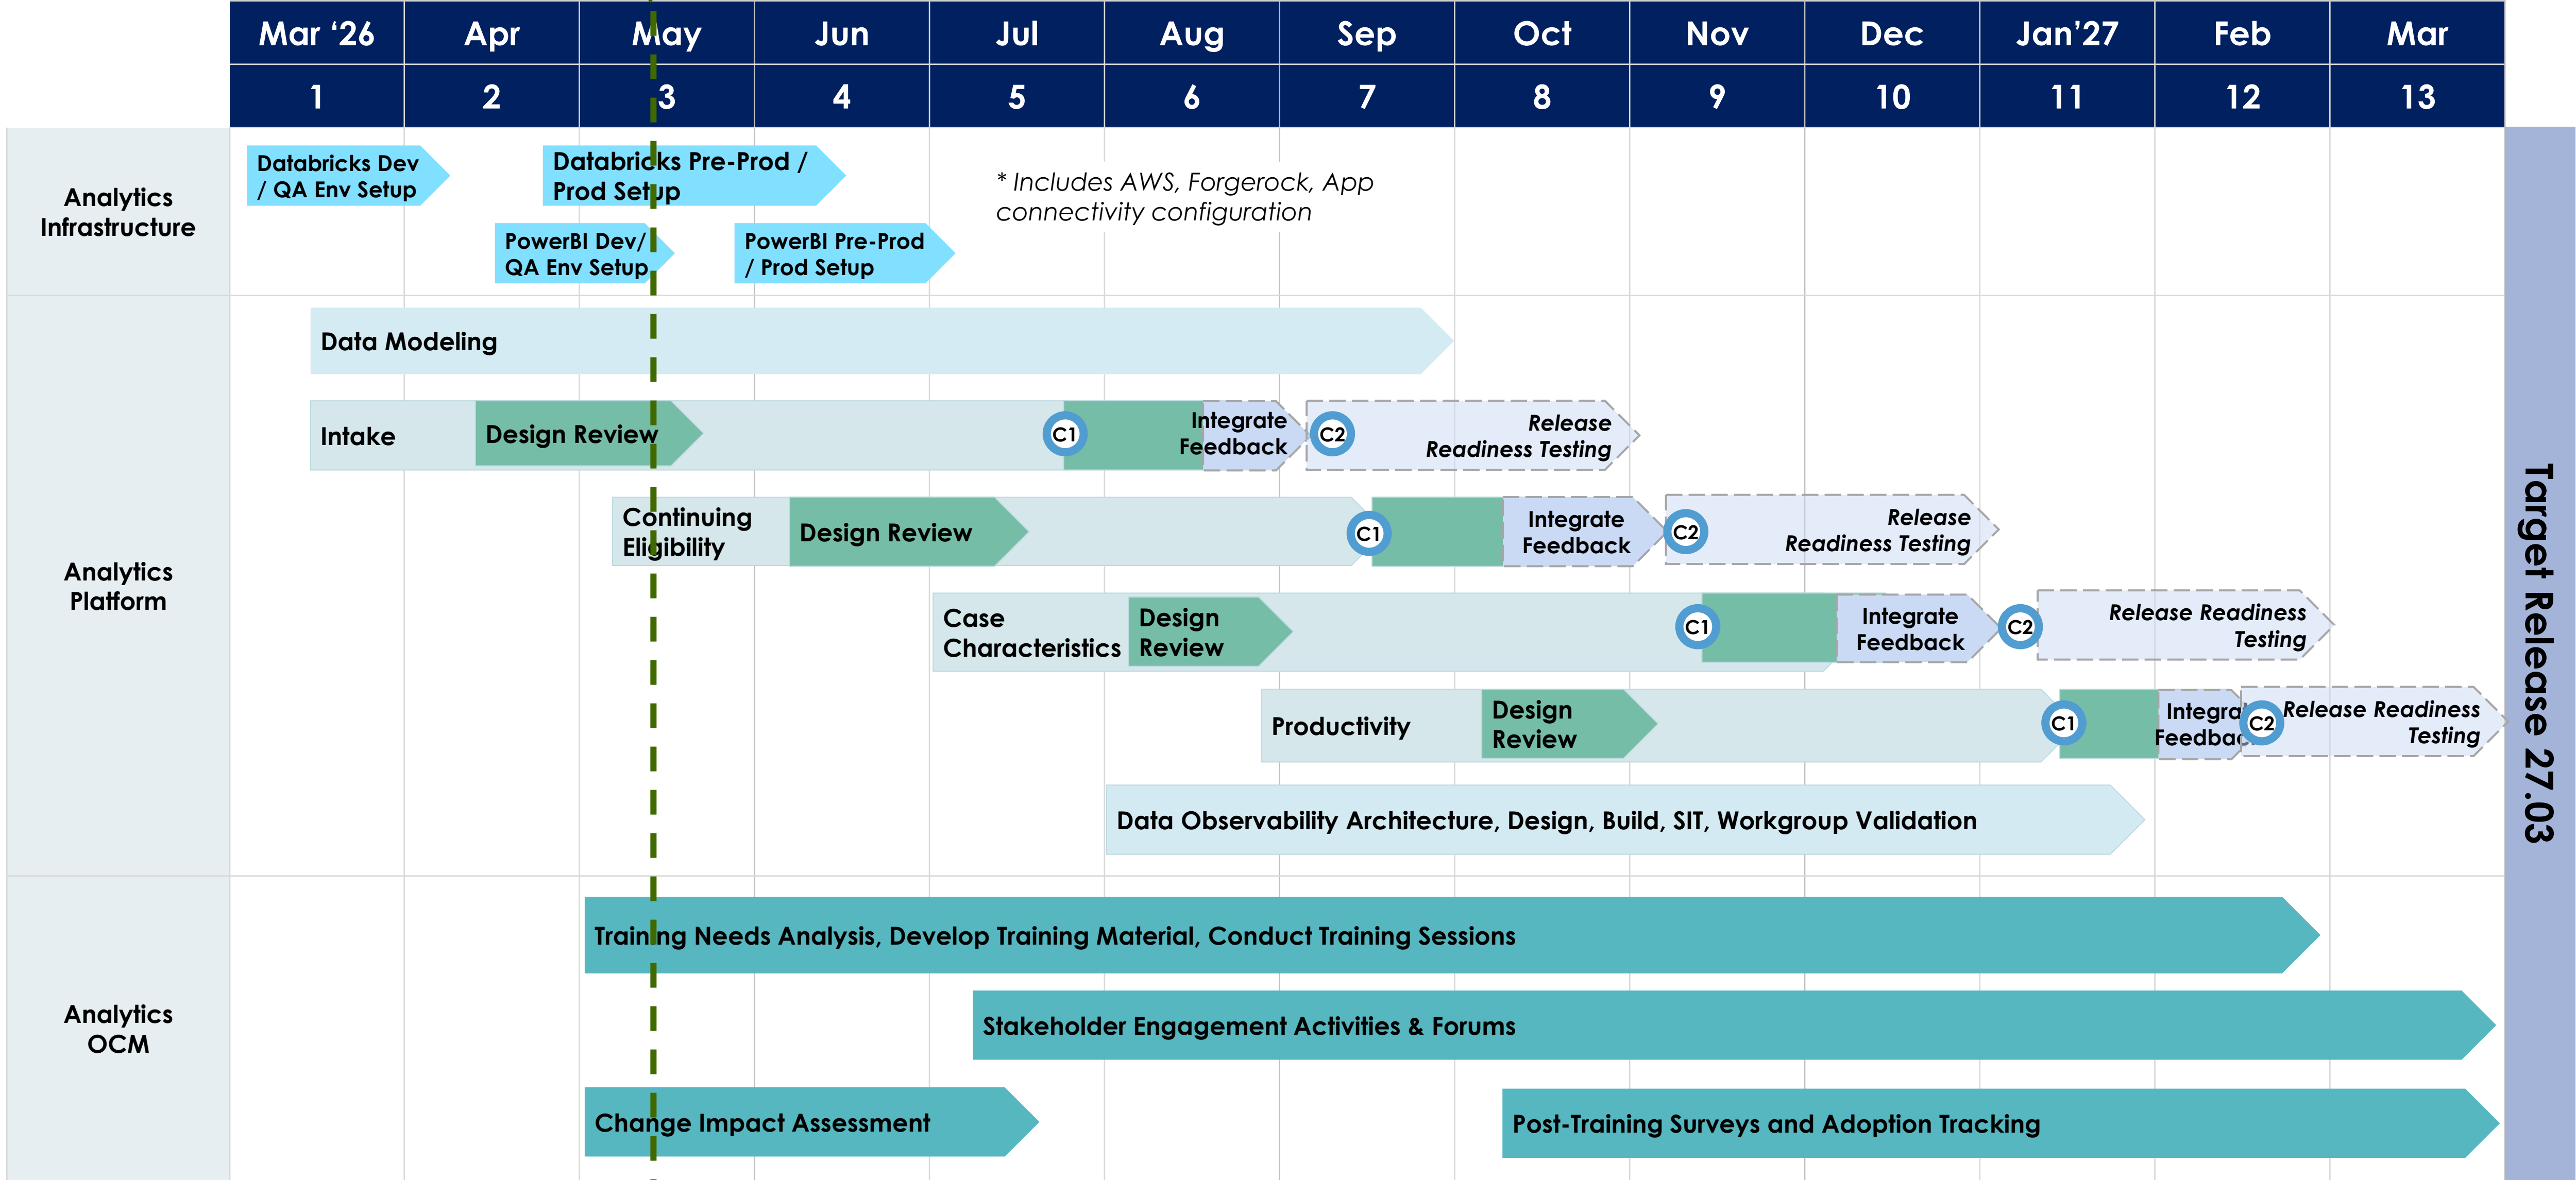 Mar ‘26 Apr May Jun Jul Aug Sep Oct Nov Dec Jan’27 Feb Mar
1 2 3 4 5 6 7 8 9 10 11 12 13
Analytics
Infrastructure
Databricks Dev
/ QA Env Setup
Databricks Pre-Prod /
Prod Setup
* Includes AWS, Forgerock, App
connectivity configuration
PowerBI Dev/
QA Env Setup
PowerBI Pre-Prod
/ Prod Setup
Analytics
Platform
Data Modeling
Intake
Design Review
C1
Integrate
Feedback
C2
Release
Readiness Testing
Continuing
Eligibility
Design Review
C1
Integrate
Feedback
C2
Release
Readiness Testing
Case
Characteristics
Design
Review
C1
Integrate
Feedback
C2
Release Readiness
Testing
Productivity
Design
Review
C1
Integra
Feedbac
C2
Release Readiness
Testing
Data Observability Architecture, Design, Build, SIT, Workgroup Validation
Analytics
OCM
Training Needs Analysis, Develop Training Material, Conduct Training Sessions
Stakeholder Engagement Activities & Forums
Change Impact Assessment
Post-Training Surveys and Adoption Tracking
Target Release 27.03